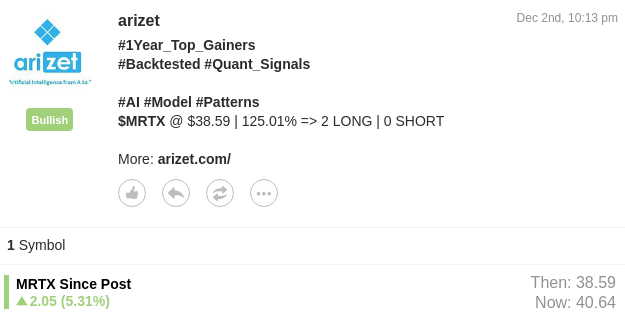 arizet
Dec 2nd, 10:13 pm
#1Year_Top_Gainers
#Backtested #Quant_Signals
arizet
Artificial Intelligence from A to Z
#AI #Model #Patterns
Bullish
$MRTX @ $38.59 | 125.01% => 2 LONG | 0 SHORT
More: arizet.com/
1 Symbol
MRTX Since Post
2.05 (5.31%)
Then: 38.59
Now: 40.64